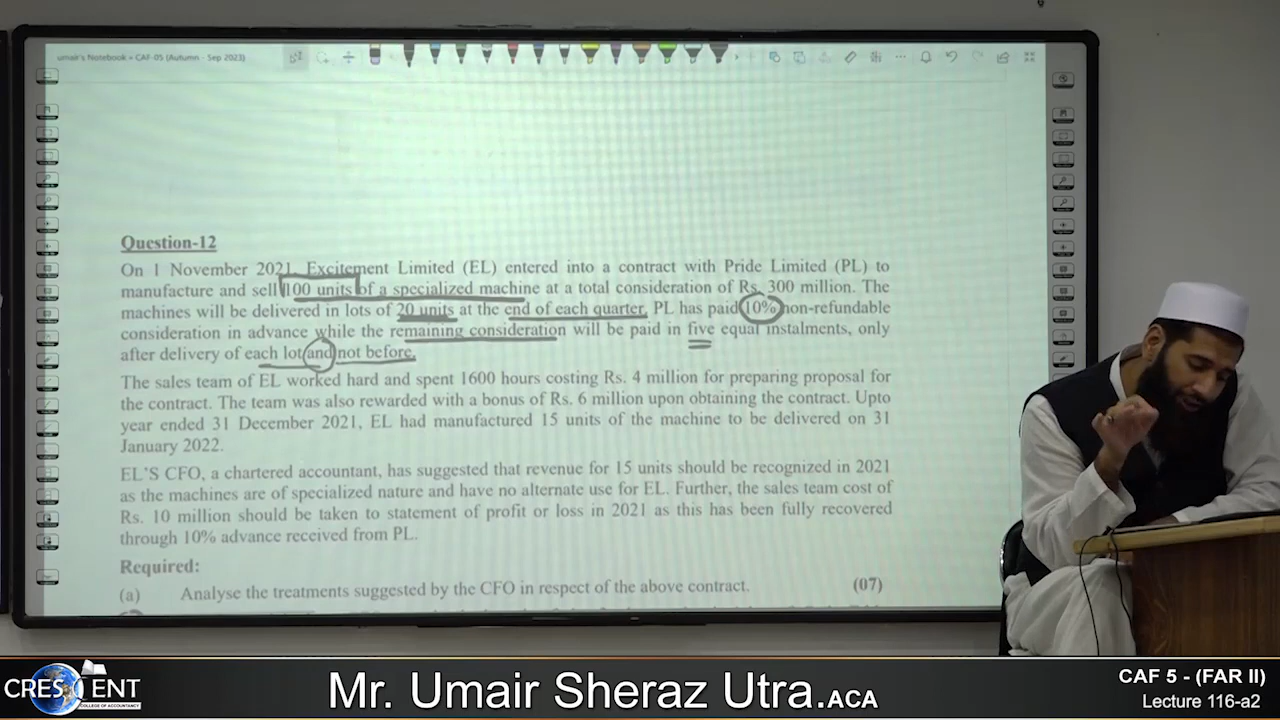 umair's Notebook » CAF-05 (Autumn - Sep 2023)
Question-12
On 1 November 2021, Excitement Limited (EL) entered into a contract with Pride Limited (PL) to
manufacture and sell 100 units of a specialized machine at a total consideration of Rs. 300 million. The
machines will be delivered in lots of 20 units at the end of each quarter. PL has paid 10% non-refundable
consideration in advance while the remaining consideration will be paid in five equal instalments, only
after delivery of each lot and not before.
The sales team of EL worked hard and spent 1600 hours costing Rs. 4 million for preparing proposal for
the contract. The team was also rewarded with a bonus of Rs. 6 million upon obtaining the contract. Upto
year ended 31 December 2021, EL had manufactured 15 units of the machine to be delivered on 31
January 2022.
EL'S CFO, a chartered accountant, has suggested that revenue for 15 units should be recognized in 2021
as the machines are of specialized nature and have no alternate use for EL. Further, the sales team cost of
Rs. 10 million should be taken to statement of profit or loss in 2021 as this has been fully recovered
through 10% advance received from PL.
Required:
(a) Analyse the treatments suggested by the CFO in respect of the above contract. (07)
CRESCENT
COLLEGE OF ACCOUNTANCY
Mr. Umair Sheraz Utra.ACA
CAF 5 - (FAR II)
Lecture 116-a2